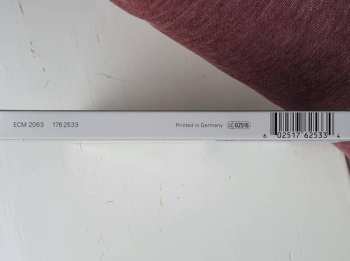 ECM 2063 176 2533 Printed in Germany LC 02516
6 02517 62533 4